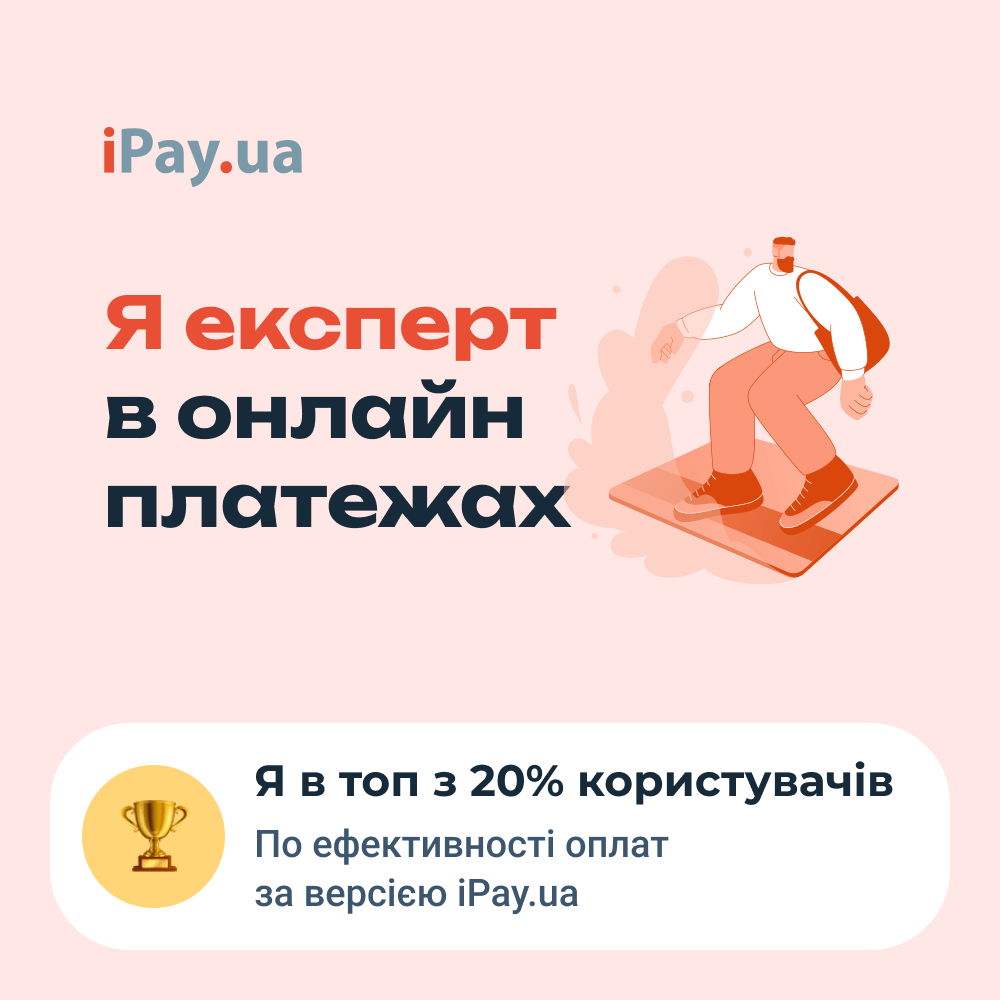 iPay.ua
Я експерт
в онлайн
платежах
Я в топ з 20% користувачів
По ефективності оплат
за версією iPay.ua